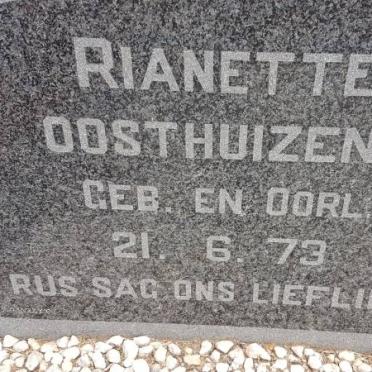 RIANETTE
OOSTHUIZEN
GEB. EN OORL.
21. 6. 73
RUS SAG ONS LIEFLI